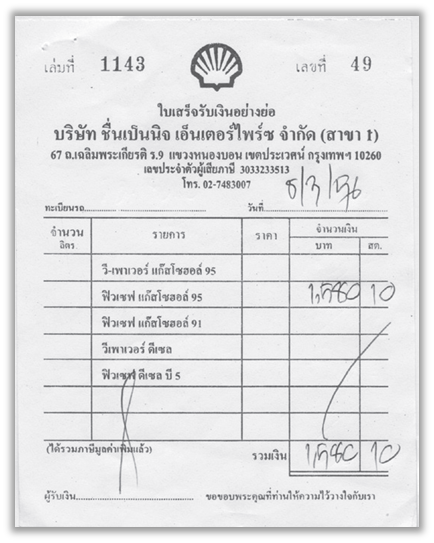 เล่มที่ 1143 เลขที่ 49
ใบเสร็จรับเงินอย่างย่อ
บริษัท ชื่นเป็นนิจ เอ็นเตอร์ไพร์ซ จำกัด (สาขา 1)
67 ถ.เฉลิมพระเกียรติ ร.9 แขวงหนองบอน เขตประเวศน์ กรุงเทพฯ 10260
เลขประจำตัวผู้เสียภาษี 3033233513
โทร. 02-7483007
ทะเบียนรถ วันที่ 8/3/56
จำนวน ลิตร รายการ ราคา จำนวนเงิน
บาท สต.
วี-เพาเวอร์ แก๊สโซฮอล์ 95
ฟิวเซฟ แก๊สโซฮอล์ 95 1,580 10
ฟิวเซฟ แก๊สโซฮอล์ 91
วีเพาเวอร์ ดีเซล
ฟิวเซฟ ดีเซล บี 5
(ได้รวมภาษีมูลค่าเพิ่มแล้ว) รวมเงิน 1,580 10
ผู้รับเงิน ขอขอบพระคุณที่ท่านให้ความไว้วางใจกับเรา